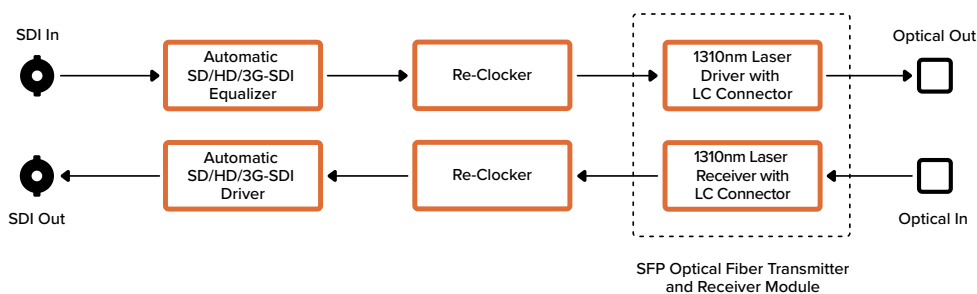 SDI In
Automatic
SD/HD/3G-SDI
Equalizer
Re-Clocker
1310nm Laser
Driver with
LC Connector
Optical Out
SDI Out
Automatic
SD/HD/3G-SDI
Driver
Re-Clocker
1310nm Laser
Receiver with
LC Connector
Optical In
SFP Optical Fiber Transmitter
and Receiver Module